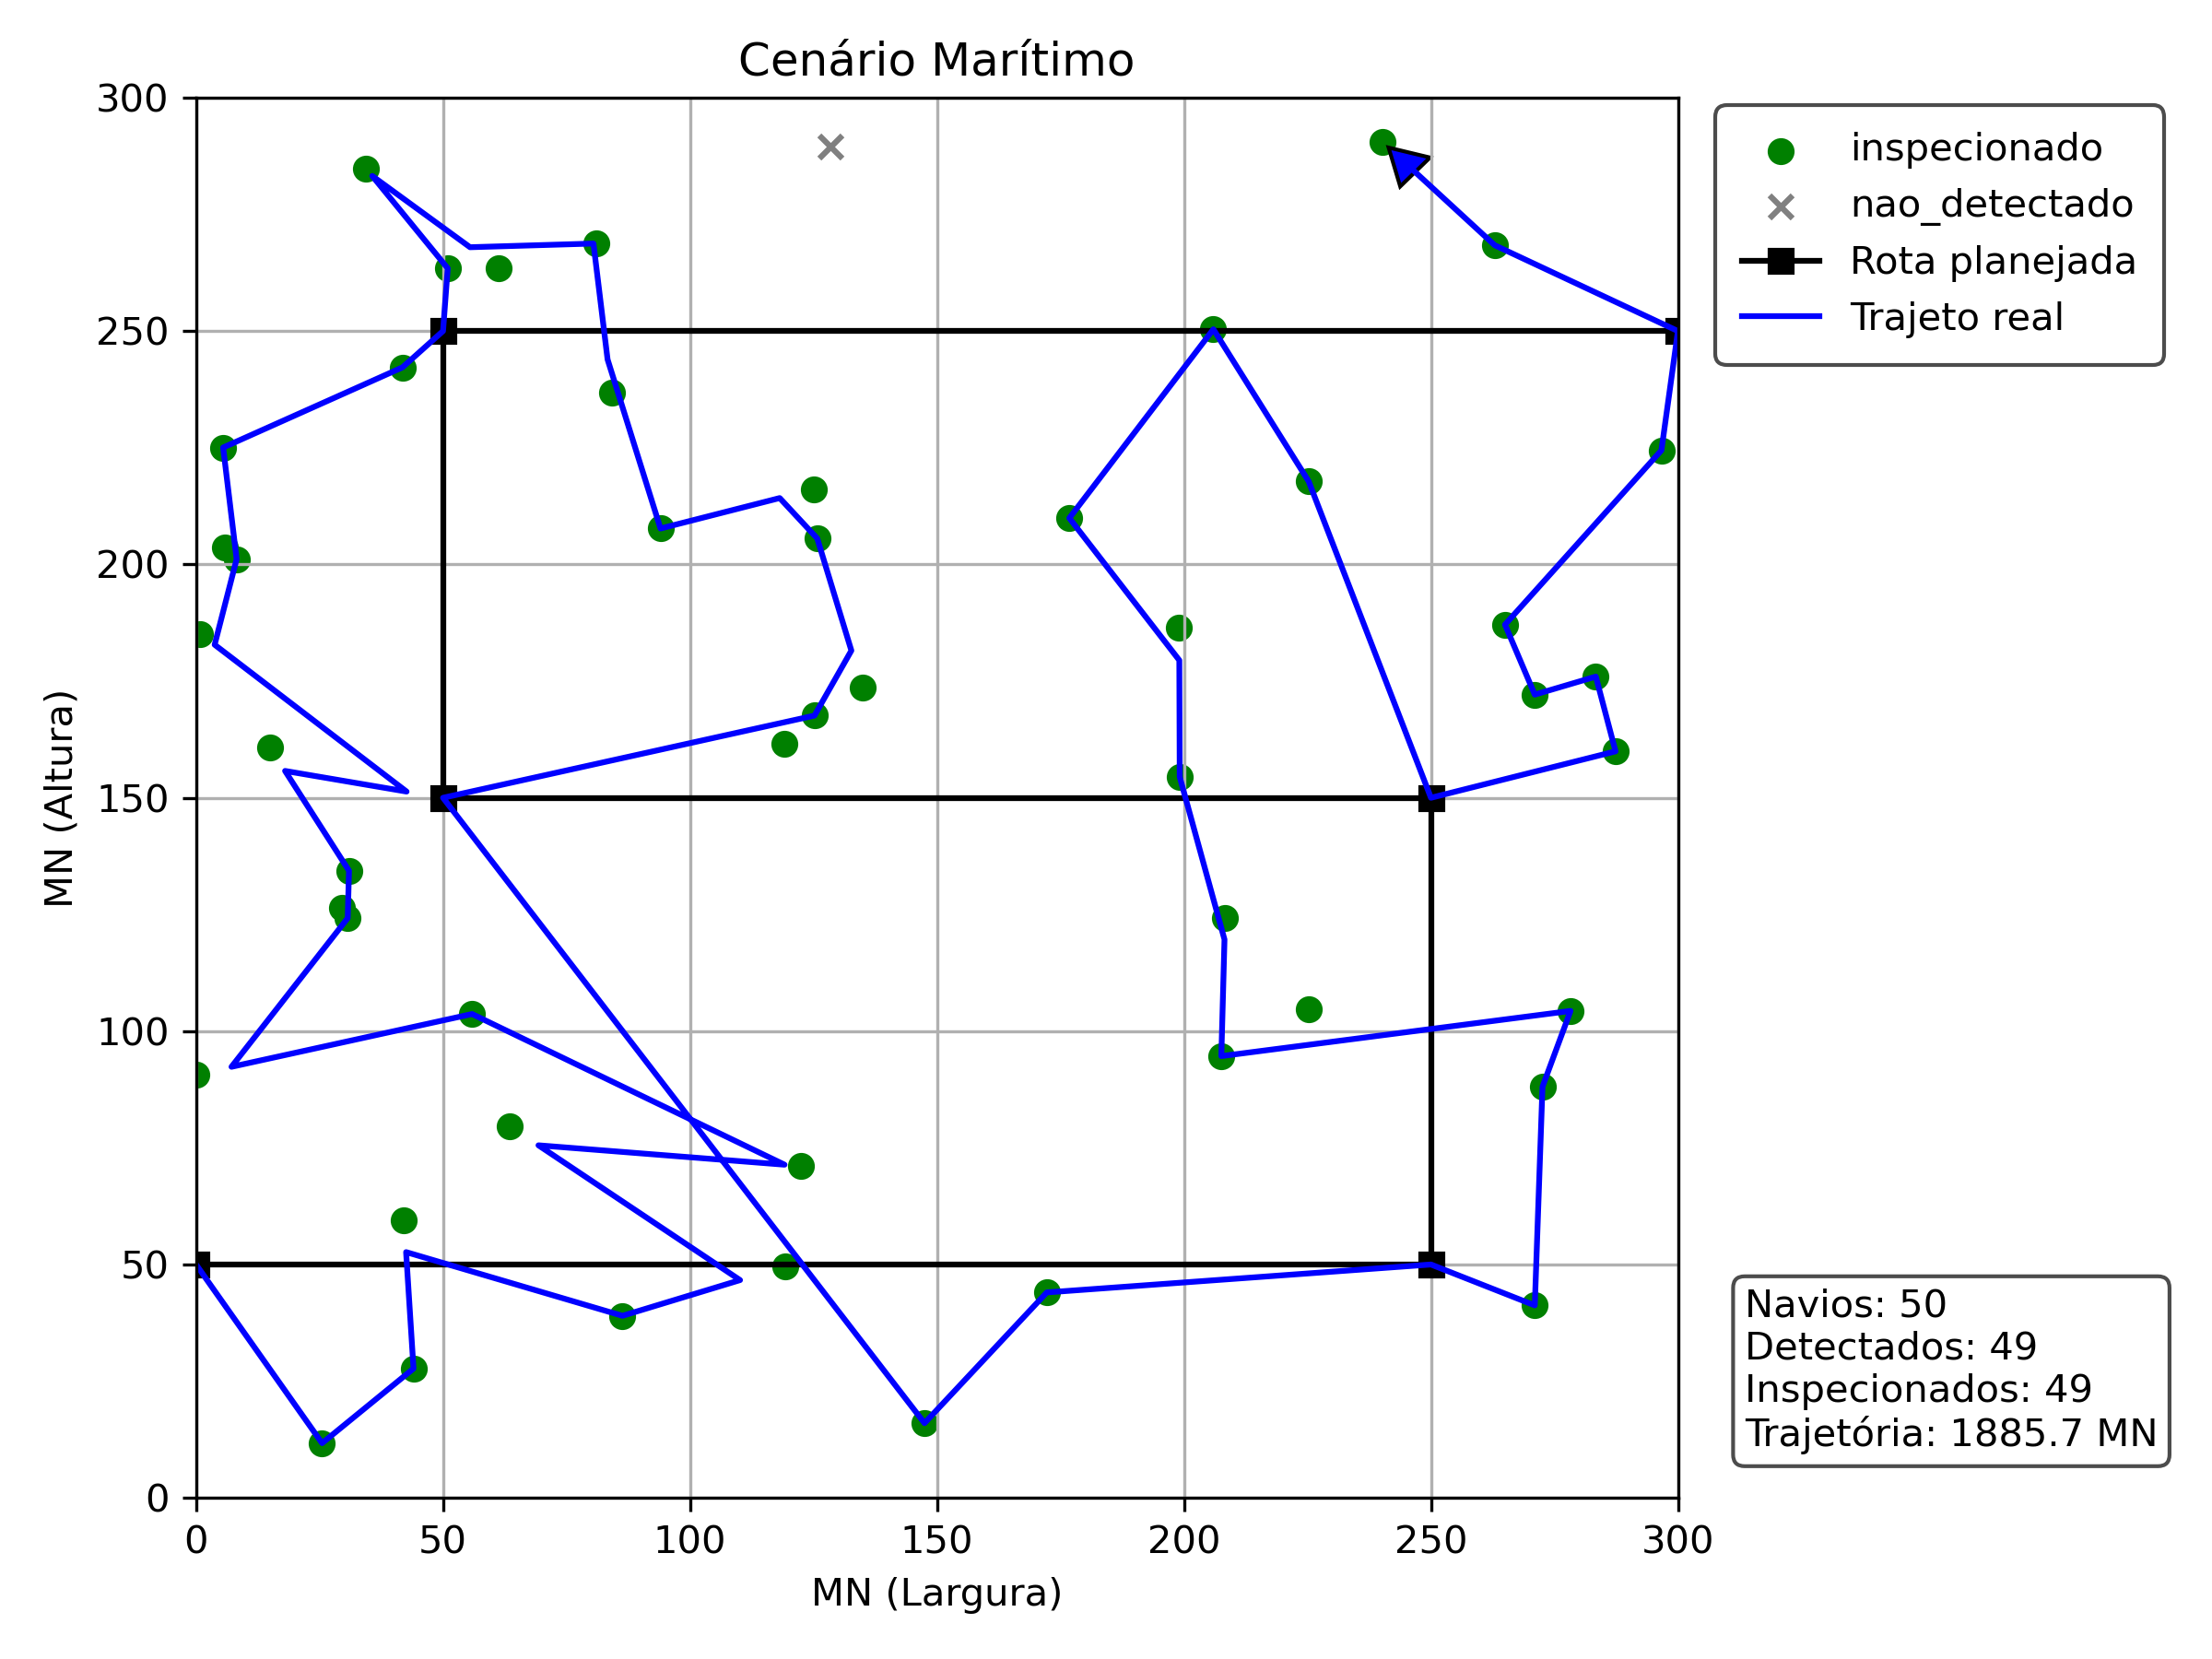 Cenário Marítimo
300
250
200
150
100
50
0
MN (Altura)
0 50 100 150 200 250 300
MN (Largura)
inspecionado
nao_detectado
Rota planejada
Trajeto real
Navios: 50
Detectados: 49
Inspecionados: 49
Trajetória: 1885.7 MN